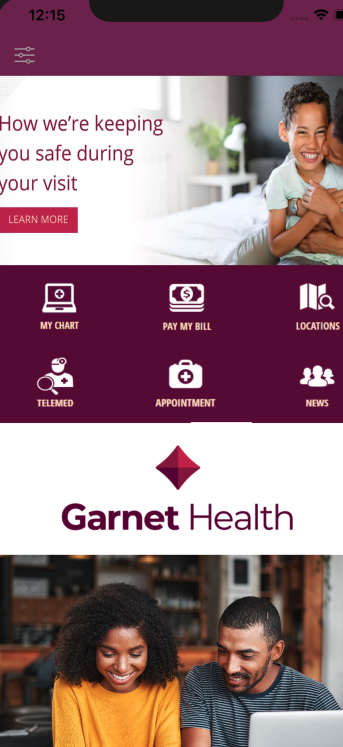 12:15
How we're keeping
you safe during
your visit
LEARN MORE
MY CHART
PAY MY BILL
LOCATIONS
TELEMED
APPOINTMENT
NEWS
Garnet Health